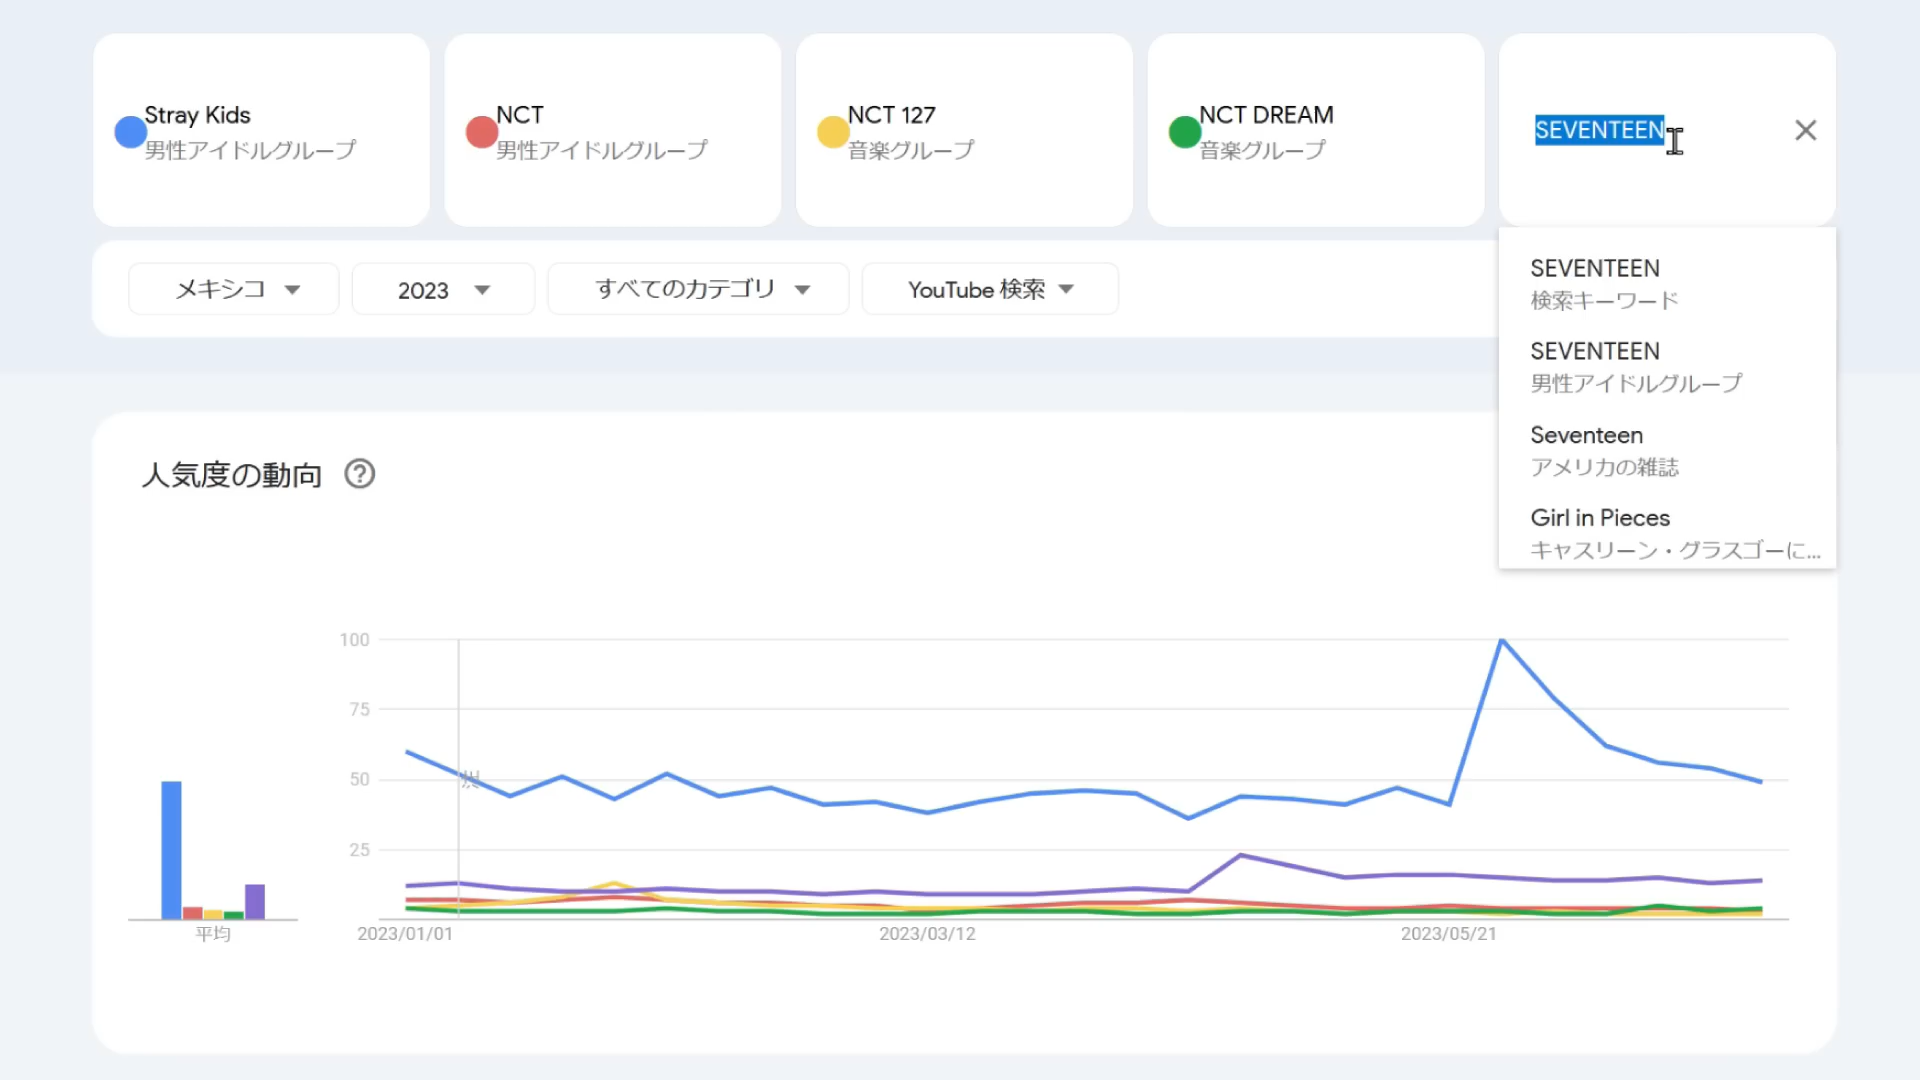 Stray Kids
男性アイドルグループ
NCT
男性アイドルグループ
NCT 127
音楽グループ
NCT DREAM
音楽グループ
SEVENTEEN
メキシコ
2023
すべてのカテゴリ
YouTube 検索
SEVENTEEN
検索キーワード
SEVENTEEN
男性アイドルグループ
Seventeen
アメリカの雑誌
Girl in Pieces
キャスリーン・グラスゴーに...
人気度の動向
100
75
50
25
平均
2023/01/01
2023/03/12
2023/05/21